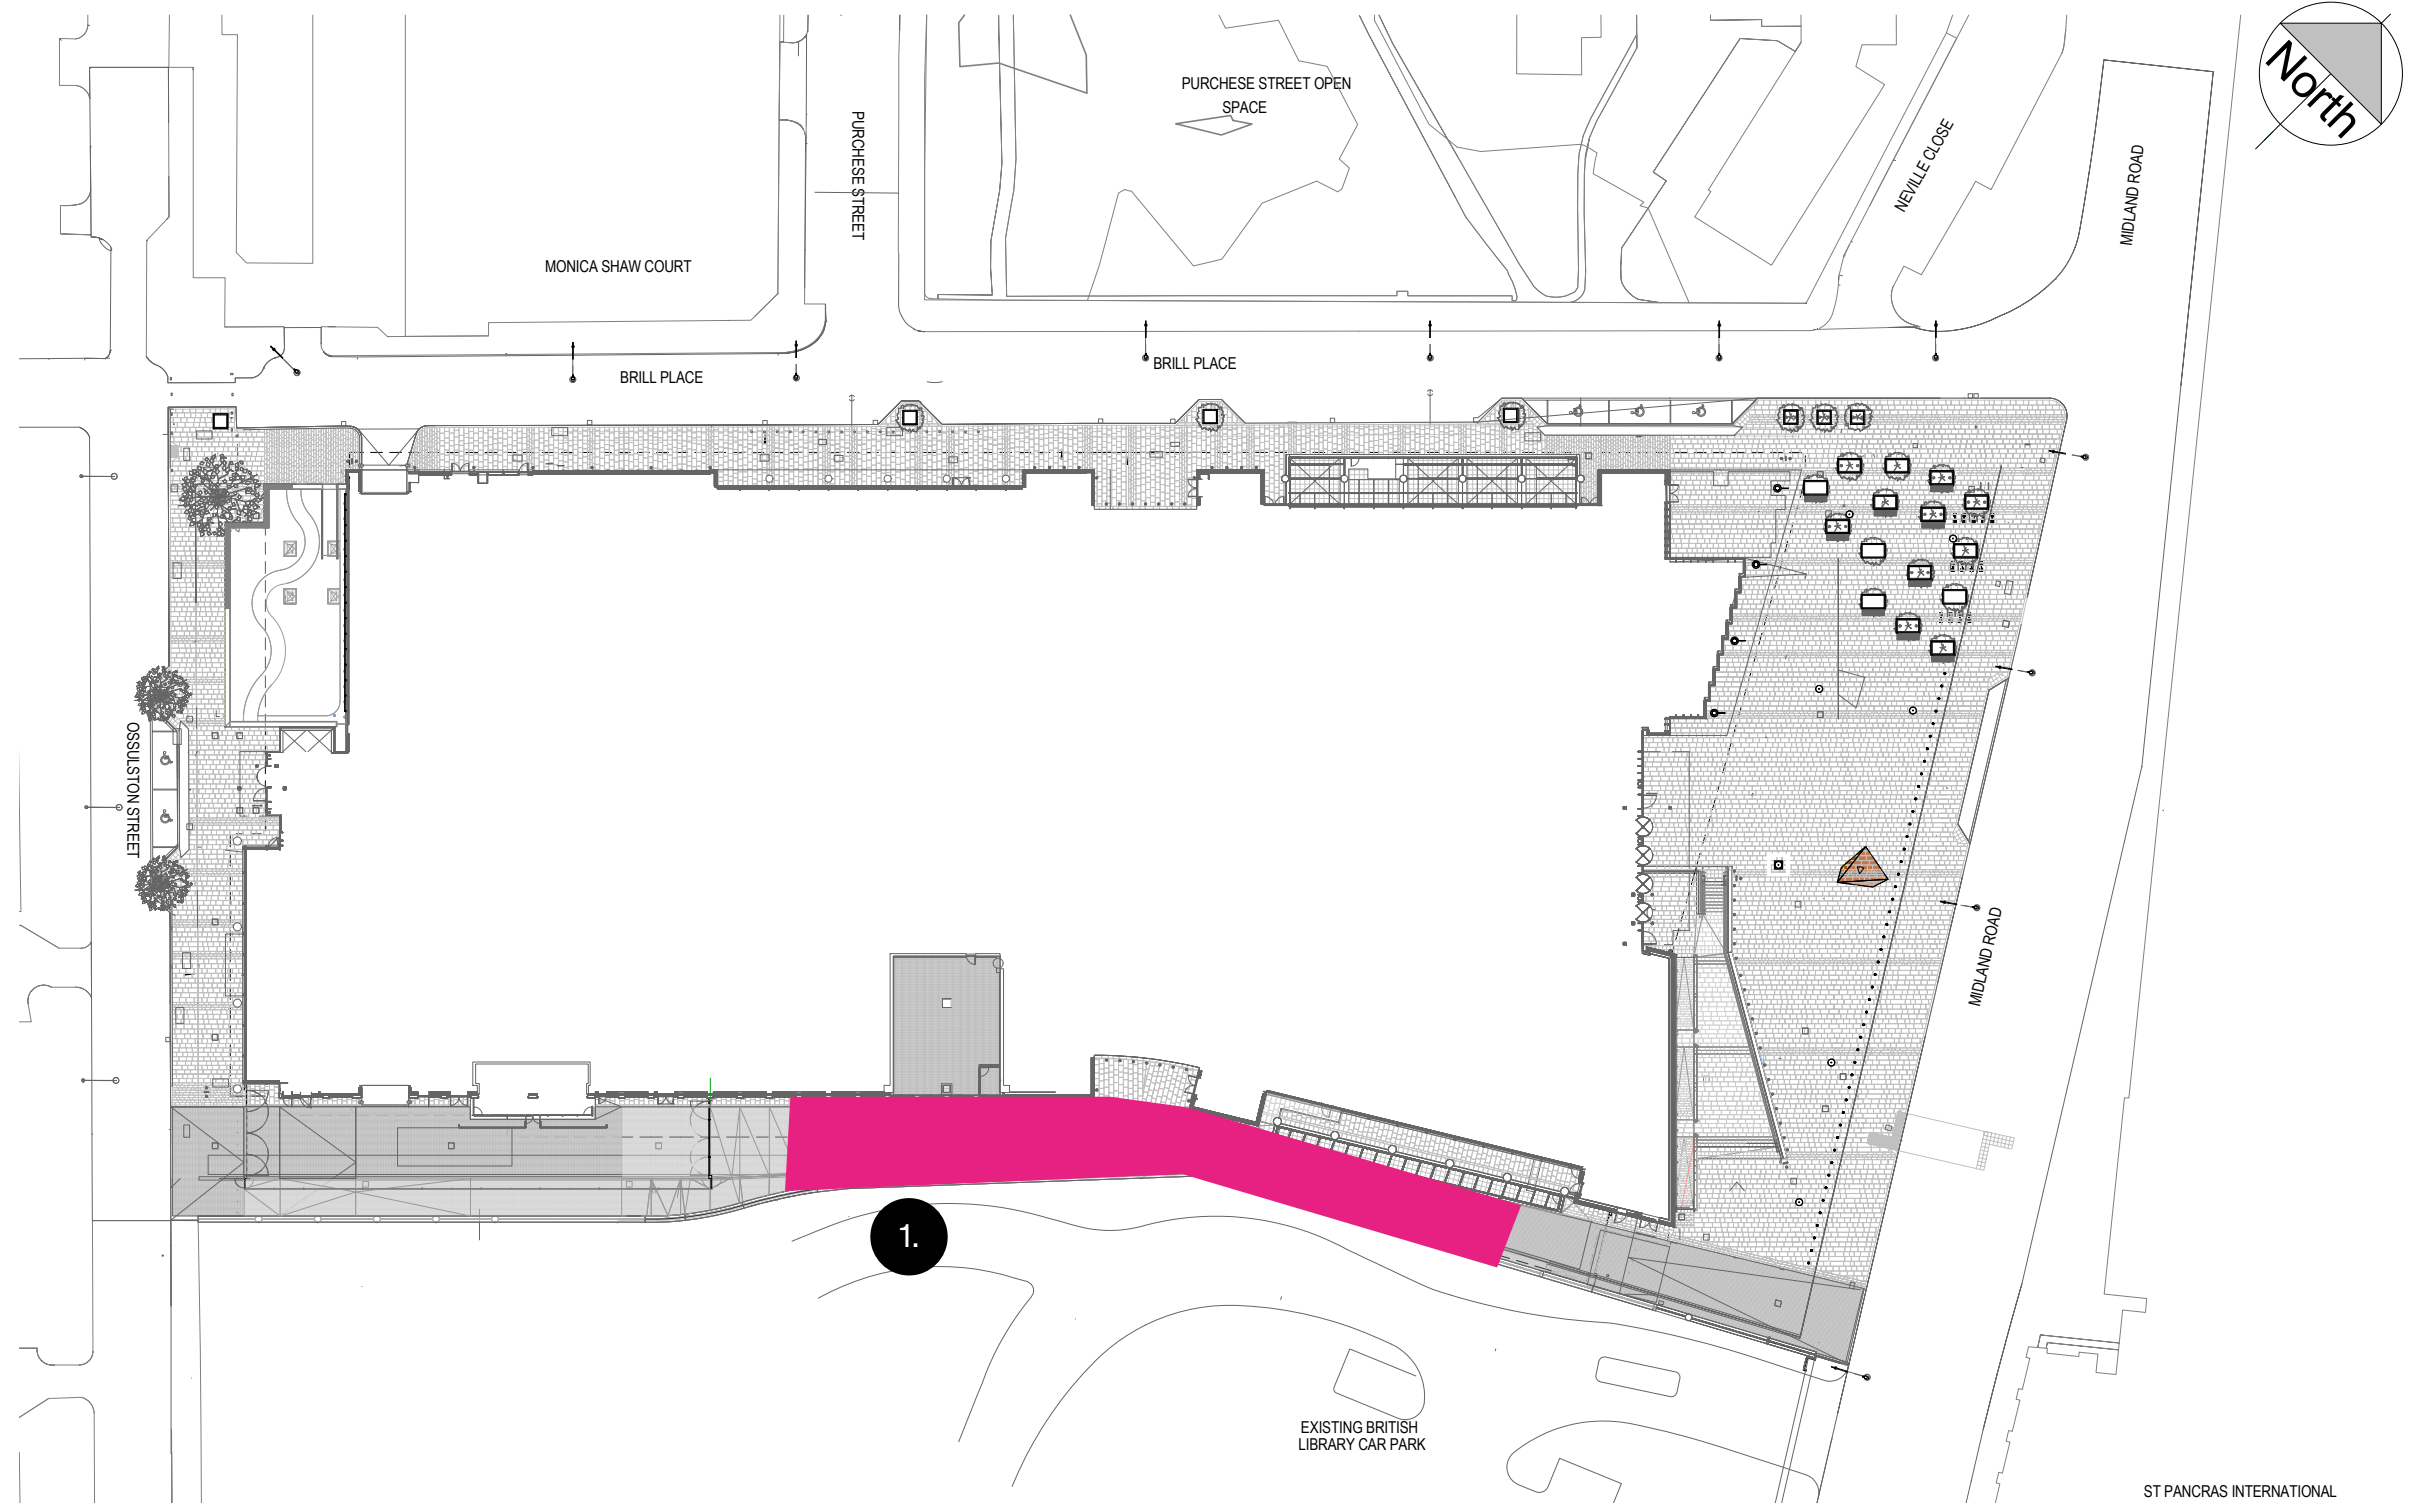 North
PURCHESE STREET OPEN
SPACE
PURCHESE STREET
NEVILLE CLOSE
MIDLAND ROAD
MONICA SHAW COURT
BRILL PLACE
BRILL PLACE
OSSULSTON STREET
MIDLAND ROAD
1.
EXISTING BRITISH
LIBRARY CAR PARK
ST PANCRAS INTERNATIONAL